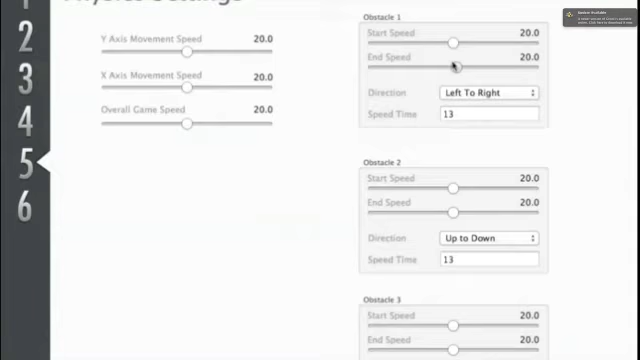 2
3
4
5
6
Y Axis Movement Speed 20.0
X Axis Movement Speed 20.0
Overall Game Speed 20.0
Obstacle 1
Start Speed 20.0
End Speed 20.0
Direction Left To Right
Speed Time 13
Obstacle 2
Start Speed 20.0
End Speed 20.0
Direction Up to Down
Speed Time 13
Obstacle 3
Start Speed 20.0
End Speed 20.0